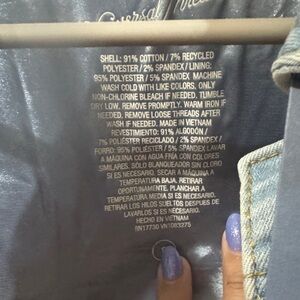 Universal Thread
SHELL: 91% COTTON / 7% RECYCLED
POLYESTER / 2% SPANDEX / LINING:
95% POLYESTER / 5% SPANDEX MACHINE
WASH COLD WITH LIKE COLORS. ONLY
NON-CHLORINE BLEACH IF NEEDED. TUMBLE
DRY LOW. REMOVE PROMPTLY. WARM IRON IF
NEEDED. REMOVE LOOSE THREADS AFTER
WASH IF NEEDED. MADE IN VIETNAM
REVESTIMIENTO: 91% ALGODÓN /
7% POLIÉSTER RECICLADO / 2% SPANDEX /
FORRO: 95% POLIÉSTER / 5% SPANDEX LAVAR
A MÁQUINA CON AGUA FRÍA CON COLORES
SIMILARES. SÓLO BLANQUEADOR SIN CLORO
SI ES NECESARIO. SECAR A MÁQUINA A
TEMPERATURA BAJA. RETIRAR
OPORTUNAMENTE. PLANCHAR A
TEMPERATURA MEDIA SI ES NECESARIO.
RETIRE LOS HILOS SUELTOS DESPUÉS DE
LAVARLOS SI ES NECESARIO.
HECHO EN VIETNAM
RN17730 VN1083275